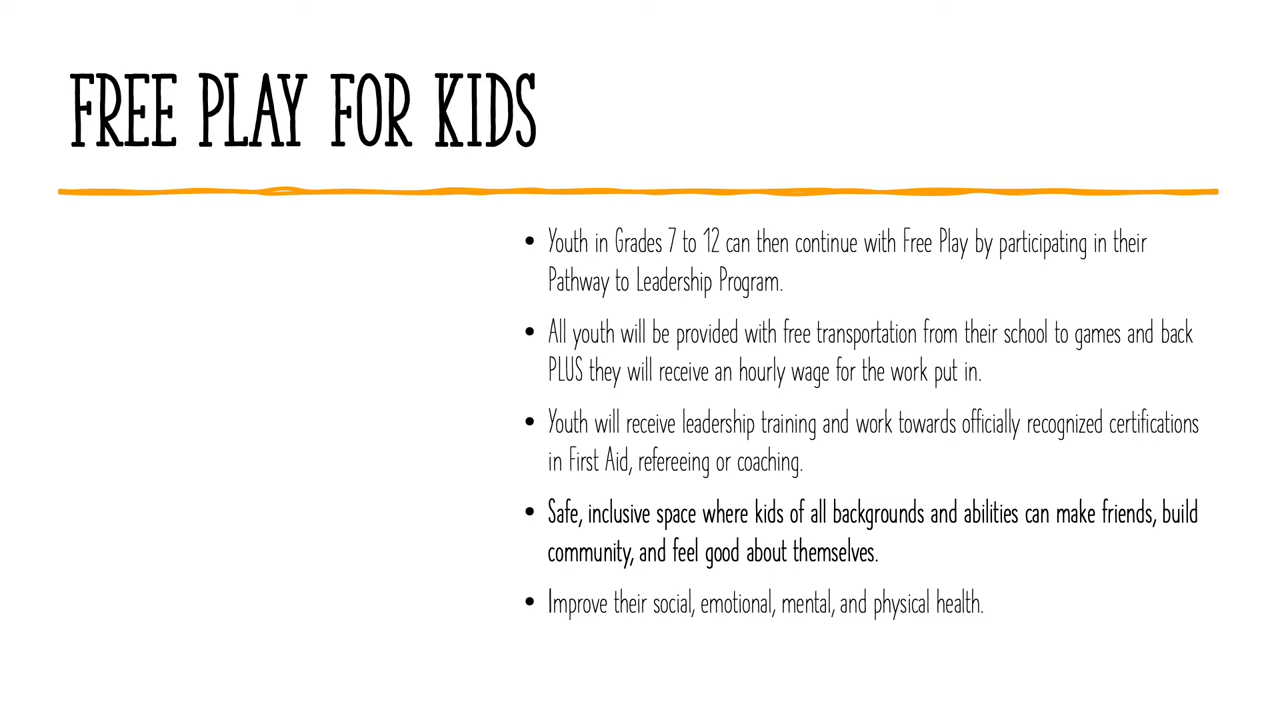 FREE PLAY FOR KIDS
• Youth in Grades 7 to 12 can then continue with Free Play by participating in their
Pathway to Leadership Program.
• All youth will be provided with free transportation from their school to games and back
PLUS they will receive an hourly wage for the work put in.
• Youth will receive leadership training and work towards officially recognized certifications
in First Aid, refereeing or coaching.
• Safe, inclusive space where kids of all backgrounds and abilities can make friends, build
community, and feel good about themselves.
• Improve their social, emotional, mental, and physical health.